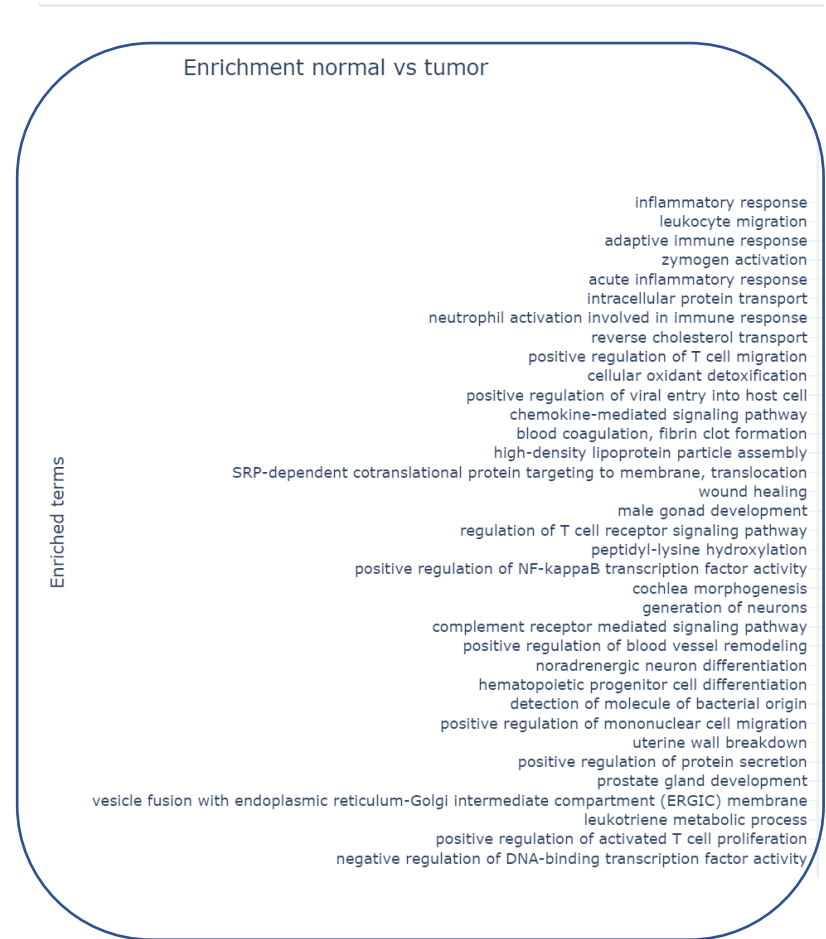 Enrichment normal vs tumor
inflammatory response
leukocyte migration
adaptive immune response
zymogen activation
acute inflammatory response
intracellular protein transport
neutrophil activation involved in immune response
reverse cholesterol transport
positive regulation of T cell migration
cellular oxidant detoxification
positive regulation of viral entry into host cell
chemokine-mediated signaling pathway
blood coagulation, fibrin clot formation
high-density lipoprotein particle assembly
SRP-dependent cotranslational protein targeting to membrane, translocation
wound healing
male gonad development
regulation of T cell receptor signaling pathway
peptidyl-lysine hydroxylation
positive regulation of NF-kappaB transcription factor activity
cochlea morphogenesis
generation of neurons
complement receptor mediated signaling pathway
positive regulation of blood vessel remodeling
noradrenergic neuron differentiation
hematopoietic progenitor cell differentiation
detection of molecule of bacterial origin
positive regulation of mononuclear cell migration
uterine wall breakdown
positive regulation of protein secretion
prostate gland development
vesicle fusion with endoplasmic reticulum-Golgi intermediate compartment (ERGIC) membrane
leukotriene metabolic process
positive regulation of activated T cell proliferation
negative regulation of DNA-binding transcription factor activity
Enriched terms